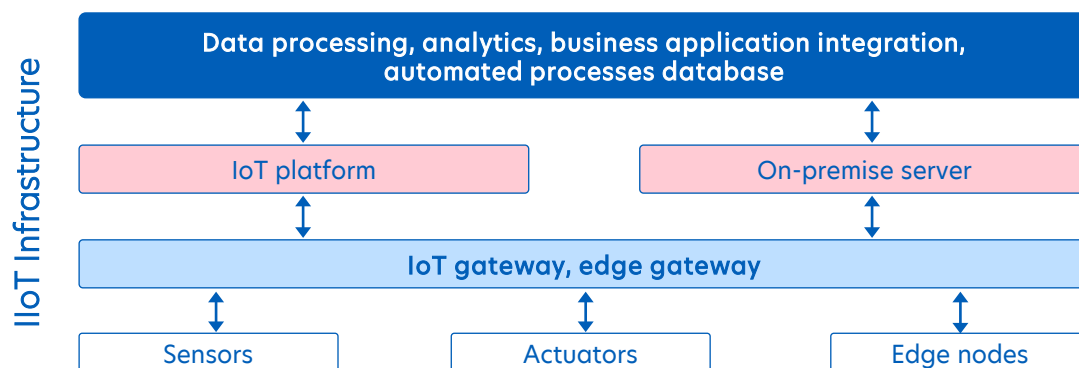 IIoT Infrastructure
Data processing, analytics, business application integration,
automated processes database
IoT platform
On-premise server
IoT gateway, edge gateway
Sensors
Actuators
Edge nodes